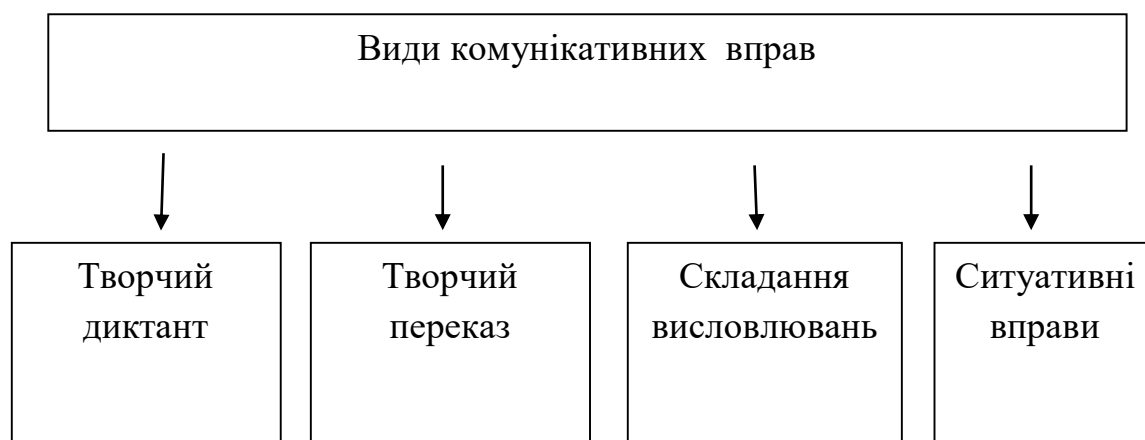 Види комунікативних вправ
Творчий
диктант
Творчий
переказ
Складання
висловлювань
Ситуативні
вправи